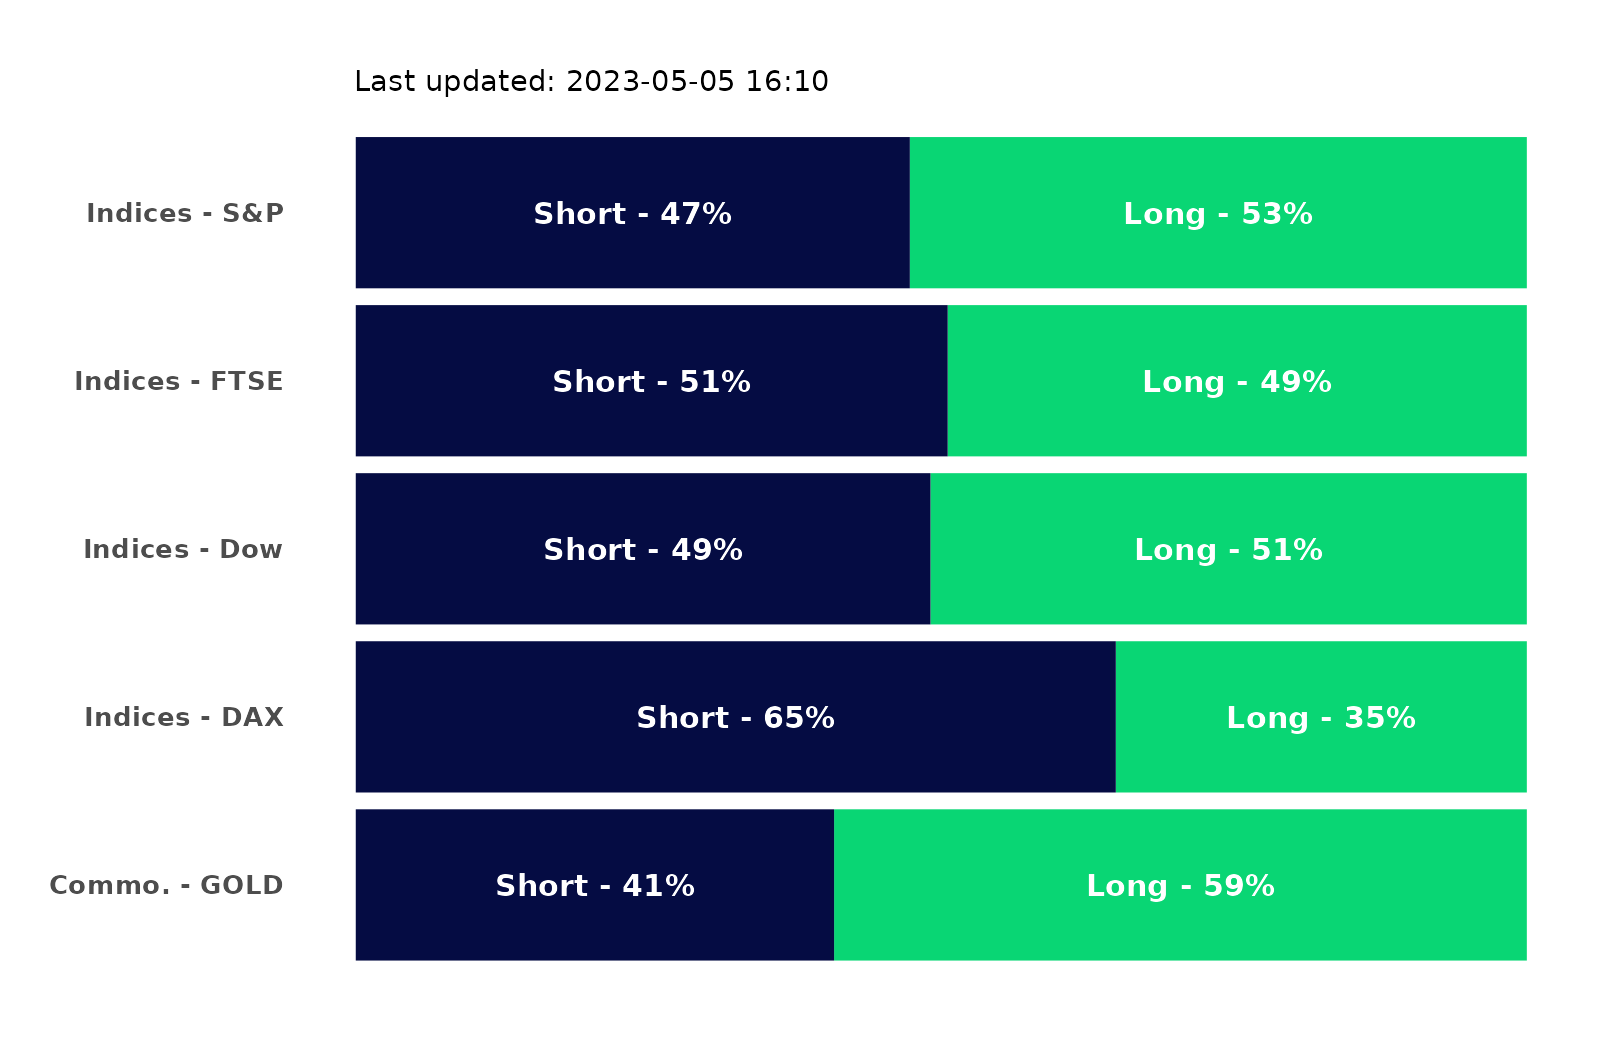 Last updated: 2023-05-05 16:10
Indices - S&P Short - 47% Long - 53%
Indices - FTSE Short - 51% Long - 49%
Indices - Dow Short - 49% Long - 51%
Indices - DAX Short - 65% Long - 35%
Commo. - GOLD Short - 41% Long - 59%